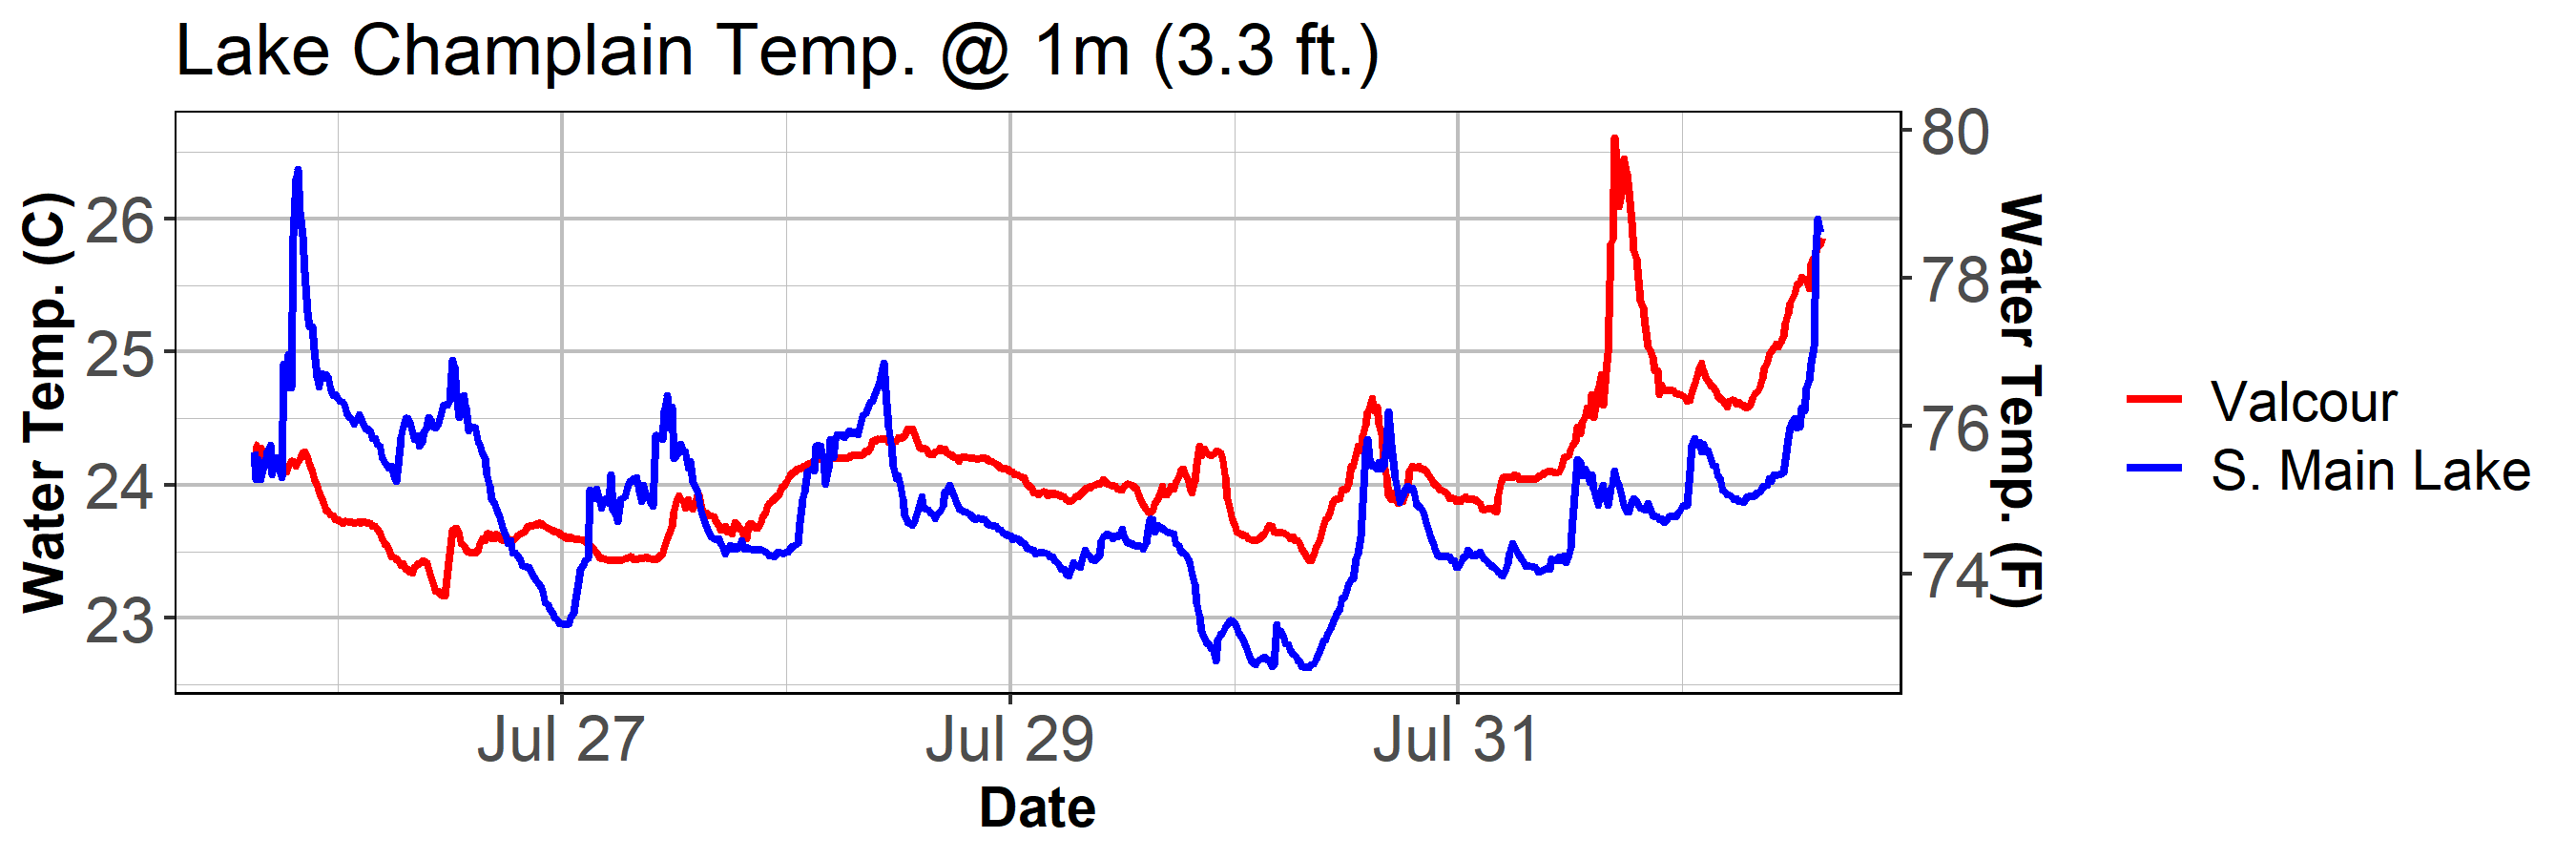 Lake Champlain Temp. @ 1m (3.3 ft.)
Water Temp. (C)
26
25
24
23
80
78
76
74
Water Temp. (F)
Jul 27
Jul 29
Jul 31
Date
Valcour
S. Main Lake